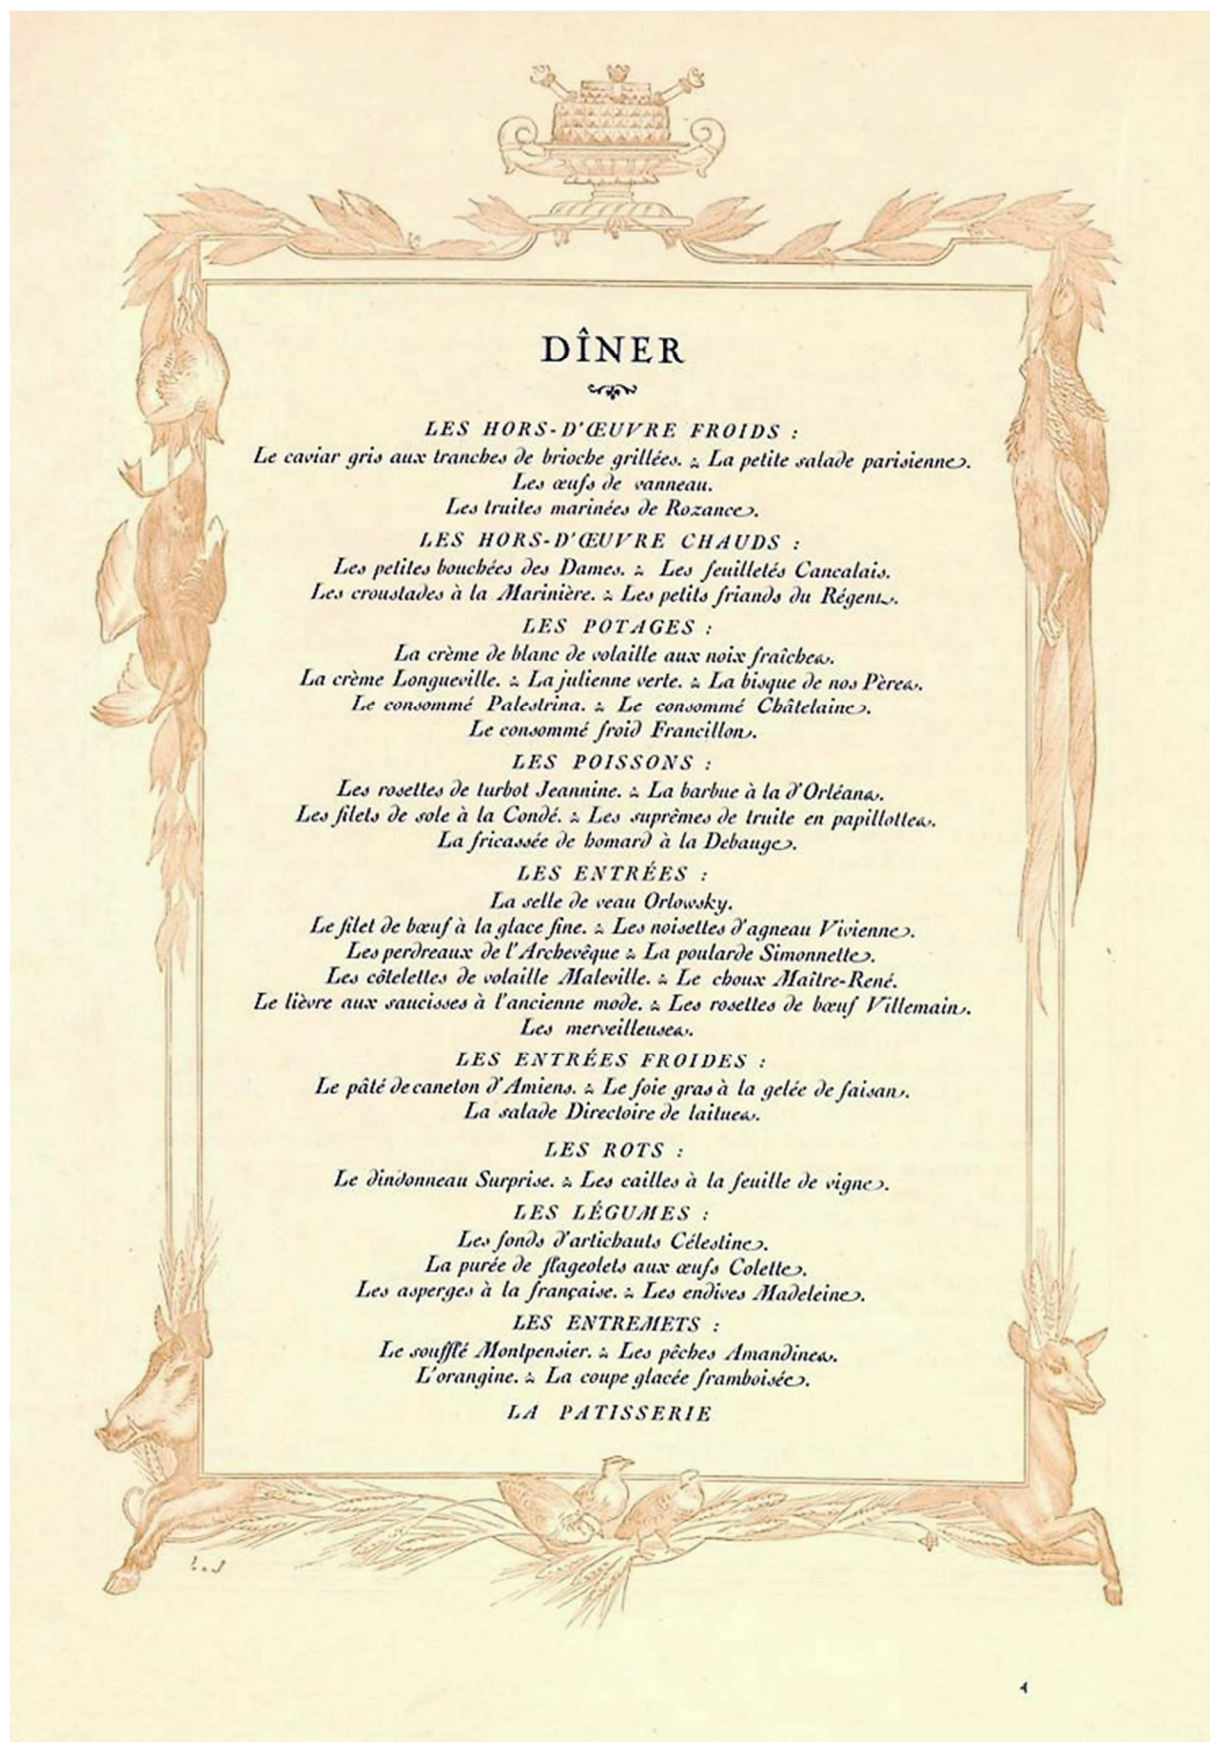 DÎNER
LES HORS-D'ŒUVRE FROIDS :
Le caviar gris aux tranches de brioche grillées. La petite salade parisienne.
Les œufs de vanneau.
Les truites marinées de Rozance.
LES HORS-D'ŒUVRE CHAUDS :
Les petites bouchées des Dames. Les feuilletés Cancalais.
Les croustades à la Marinière. Les petits friands du Régent.
LES POTAGES :
La crème de blanc de volaille aux noix fraîches.
La crème Longueville. La julienne verte. La bisque de nos Pères.
Le consommé Palestrina. Le consommé Châtelaine.
Le consommé froid Francillon.
LES POISSONS :
Les rosettes de turbot Jeannine. La barbue à la d'Orléans.
Les filets de sole à la Condé. Les suprêmes de truite en papillottes.
La fricassée de homard à la Debauge.
LES ENTRÉES :
La selle de veau Orlowsky.
Le filet de bœuf à la glace fine. Les noisettes d'agneau Vivienne.
Les perdreaux de l'Archevêque La poularde Simonnette.
Les côtelettes de volaille Maleville. Le choux Maître-René.
Le lièvre aux saucisses à l'ancienne mode. Les rosettes de bœuf Villemain.
Les merveilleuses.
LES ENTRÉES FROIDES :
Le pâté de caneton d'Amiens. Le foie gras à la gelée de faisan.
La salade Directoire de laitues.
LES ROTS :
Le dindonneau Surprise. Les cailles à la feuille de vigne.
LES LÉGUMES :
Les fonds d'artichauts Célestine.
La purée de flageolets aux œufs Colette.
Les asperges à la française. Les endives Madeleine.
LES ENTREMETS :
Le soufflé Montpensier. Les pêches Amandines.
L'orangine. La coupe glacée framboisée.
LA PATISSERIE